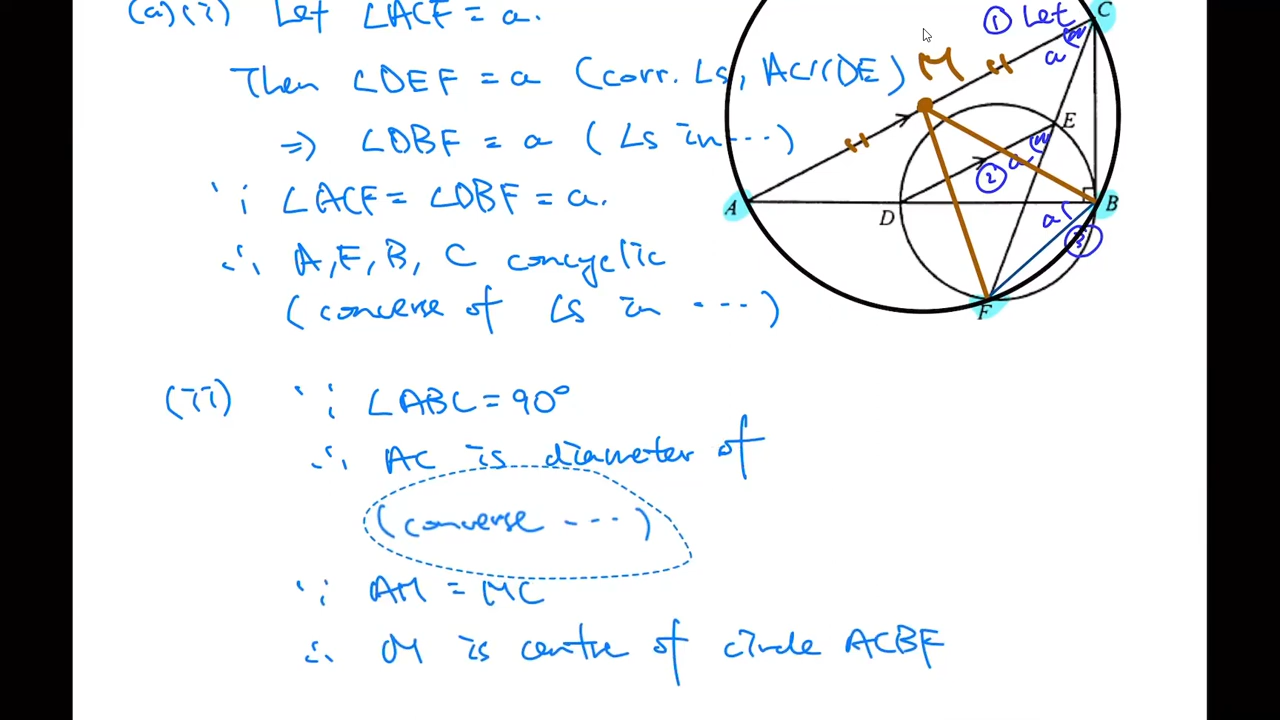 (a)(i) Let ∠ACF = a.
Then ∠DEF = a (corr. ∠s, AC//DE)
⇒ ∠DBF = a (∠s in ...)
∵ ∠ACF = ∠DBF = a.
∴ A, F, B, C concyclic
(converse of ∠s in ...)
(ii) ∵ ∠ABC = 90°
∴ AC is diameter of
(converse ...)
∵ AM = MC
∴ M is centre of circle ACBF
① Let
C
a
M
E
②
a
A
D
B
a
③
F